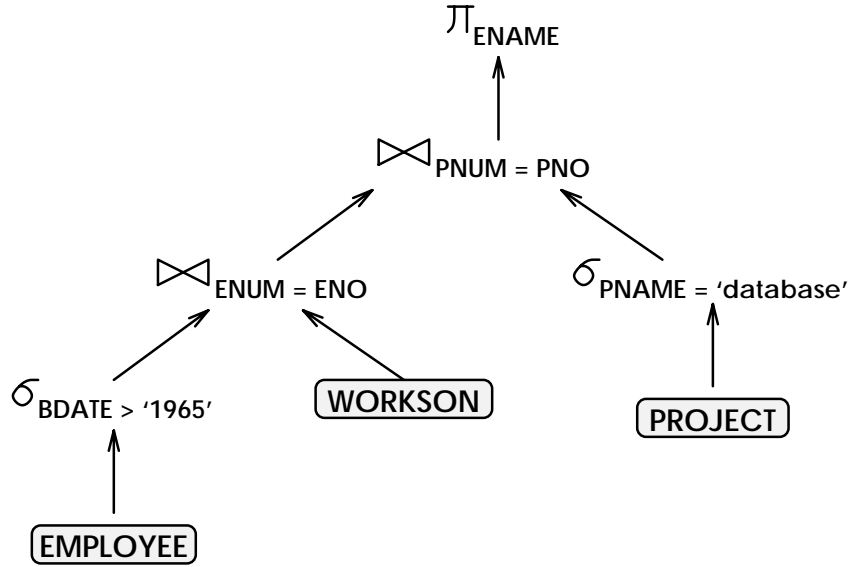 π ENAME
⋈ PNUM = PNO
⋈ ENUM = ENO
σ PNAME = ‘database’
σ BDATE > ‘1965’
WORKSON
PROJECT
EMPLOYEE